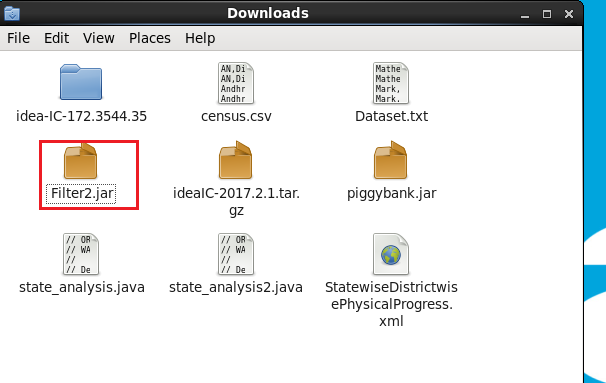 Downloads
File Edit View Places Help
AN,Di
AN,Di
Andhr
Andhr
Mathe
Mathe
Mark,
Mark.
idea-IC-172.3544.35
census.csv
Dataset.txt
Filter2.jar
ideaIC-2017.2.1.tar.
gz
piggybank.jar
// OR
// WA
//
// De
// OR
// WA
//
// De
state_analysis.java
state_analysis2.java
StatewiseDistrictwis
ePhysicalProgress.
xml